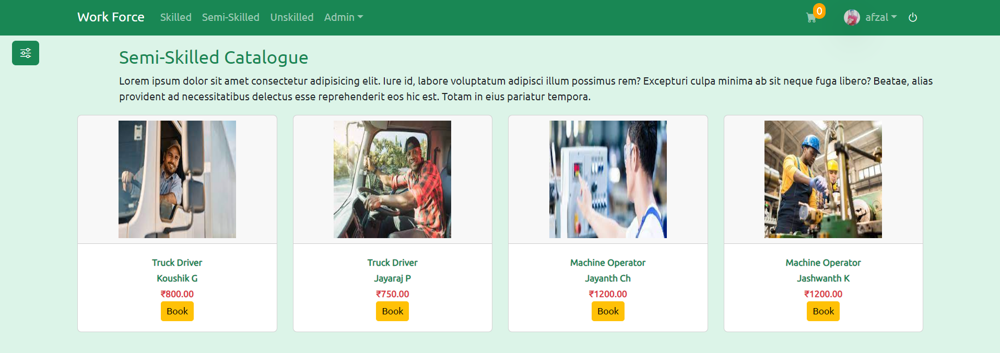 Work Force Skilled Semi-Skilled Unskilled Admin 0 afzal
Semi-Skilled Catalogue
Lorem ipsum dolor sit amet consectetur adipisicing elit. Iure id, labore voluptatum adipisci illum possimus rem? Excepturi culpa minima ab sit neque fuga libero? Beatae, alias
provident ad necessitatibus delectus esse reprehenderit eos hic est. Totam in eius pariatur tempora.
Truck Driver
Koushik G
₹800.00
Book
Truck Driver
Jayaraj P
₹750.00
Book
Machine Operator
Jayanth Ch
₹1200.00
Book
Machine Operator
Jashwanth K
₹1200.00
Book